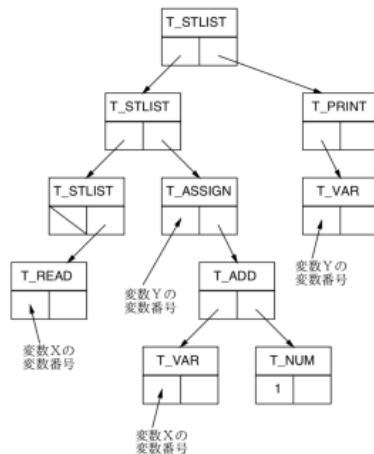 T_STLIST
T_STLIST
T_PRINT
T_STLIST
T_ASSIGN
T_VAR
T_READ
変数Yの
変数番号
T_ADD
変数Yの
変数番号
変数Xの
変数番号
T_VAR
T_NUM
1
変数Xの
変数番号